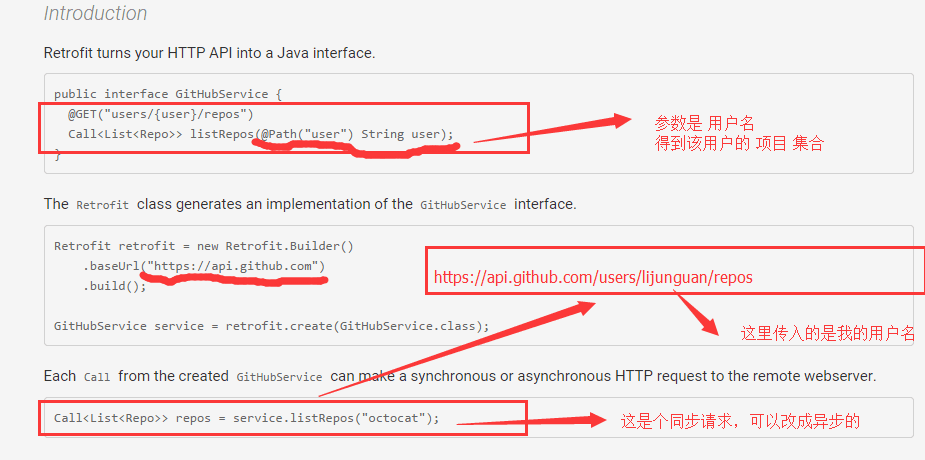 Introduction
Retrofit turns your HTTP API into a Java interface.
public interface GitHubService {
@GET("users/{user}/repos")
Call<List<Repo>> listRepos(@Path("user") String user);
}
参数是 用户名
得到该用户的 项目 集合
The Retrofit class generates an implementation of the GitHubService interface.
Retrofit retrofit = new Retrofit.Builder()
.baseUrl("https://api.github.com")
.build();
GitHubService service = retrofit.create(GitHubService.class);
https://api.github.com/users/lijunguan/repos
这里传入的是我的用户名
Each Call from the created GitHubService can make a synchronous or asynchronous HTTP request to the remote webserver.
Call<List<Repo>> repos = service.listRepos("octocat");
这是个同步请求，可以改成异步的